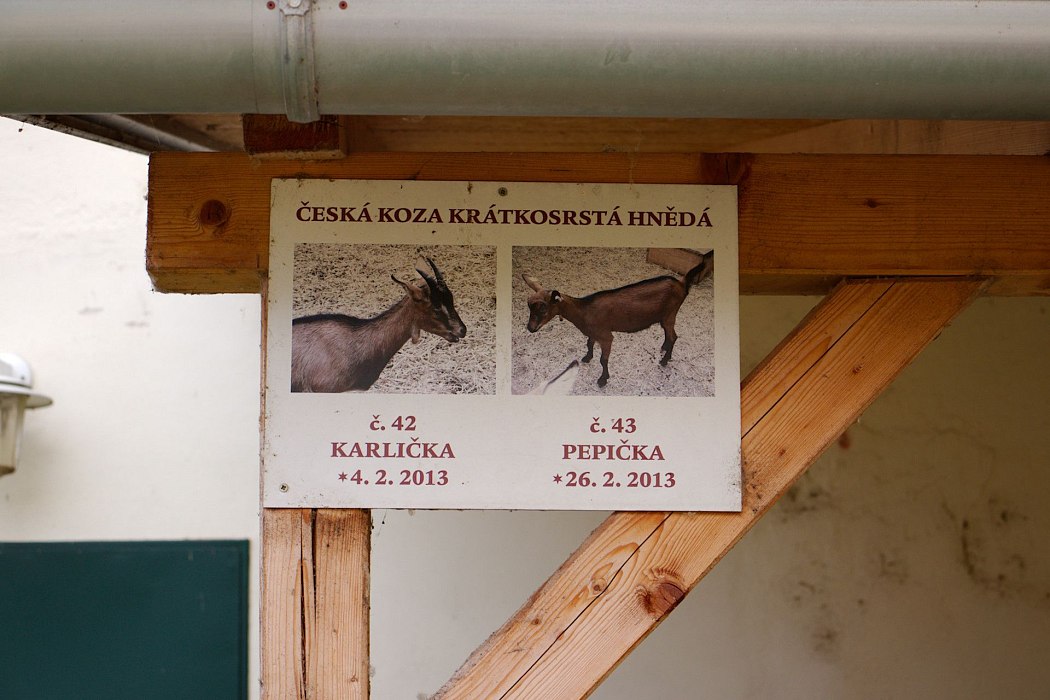 ČESKÁ KOZA KRÁTKOSRSTÁ HNĚDÁ
č. 42
KARLIČKA
*4. 2. 2013
č. 43
PEPIČKA
*26. 2. 2013